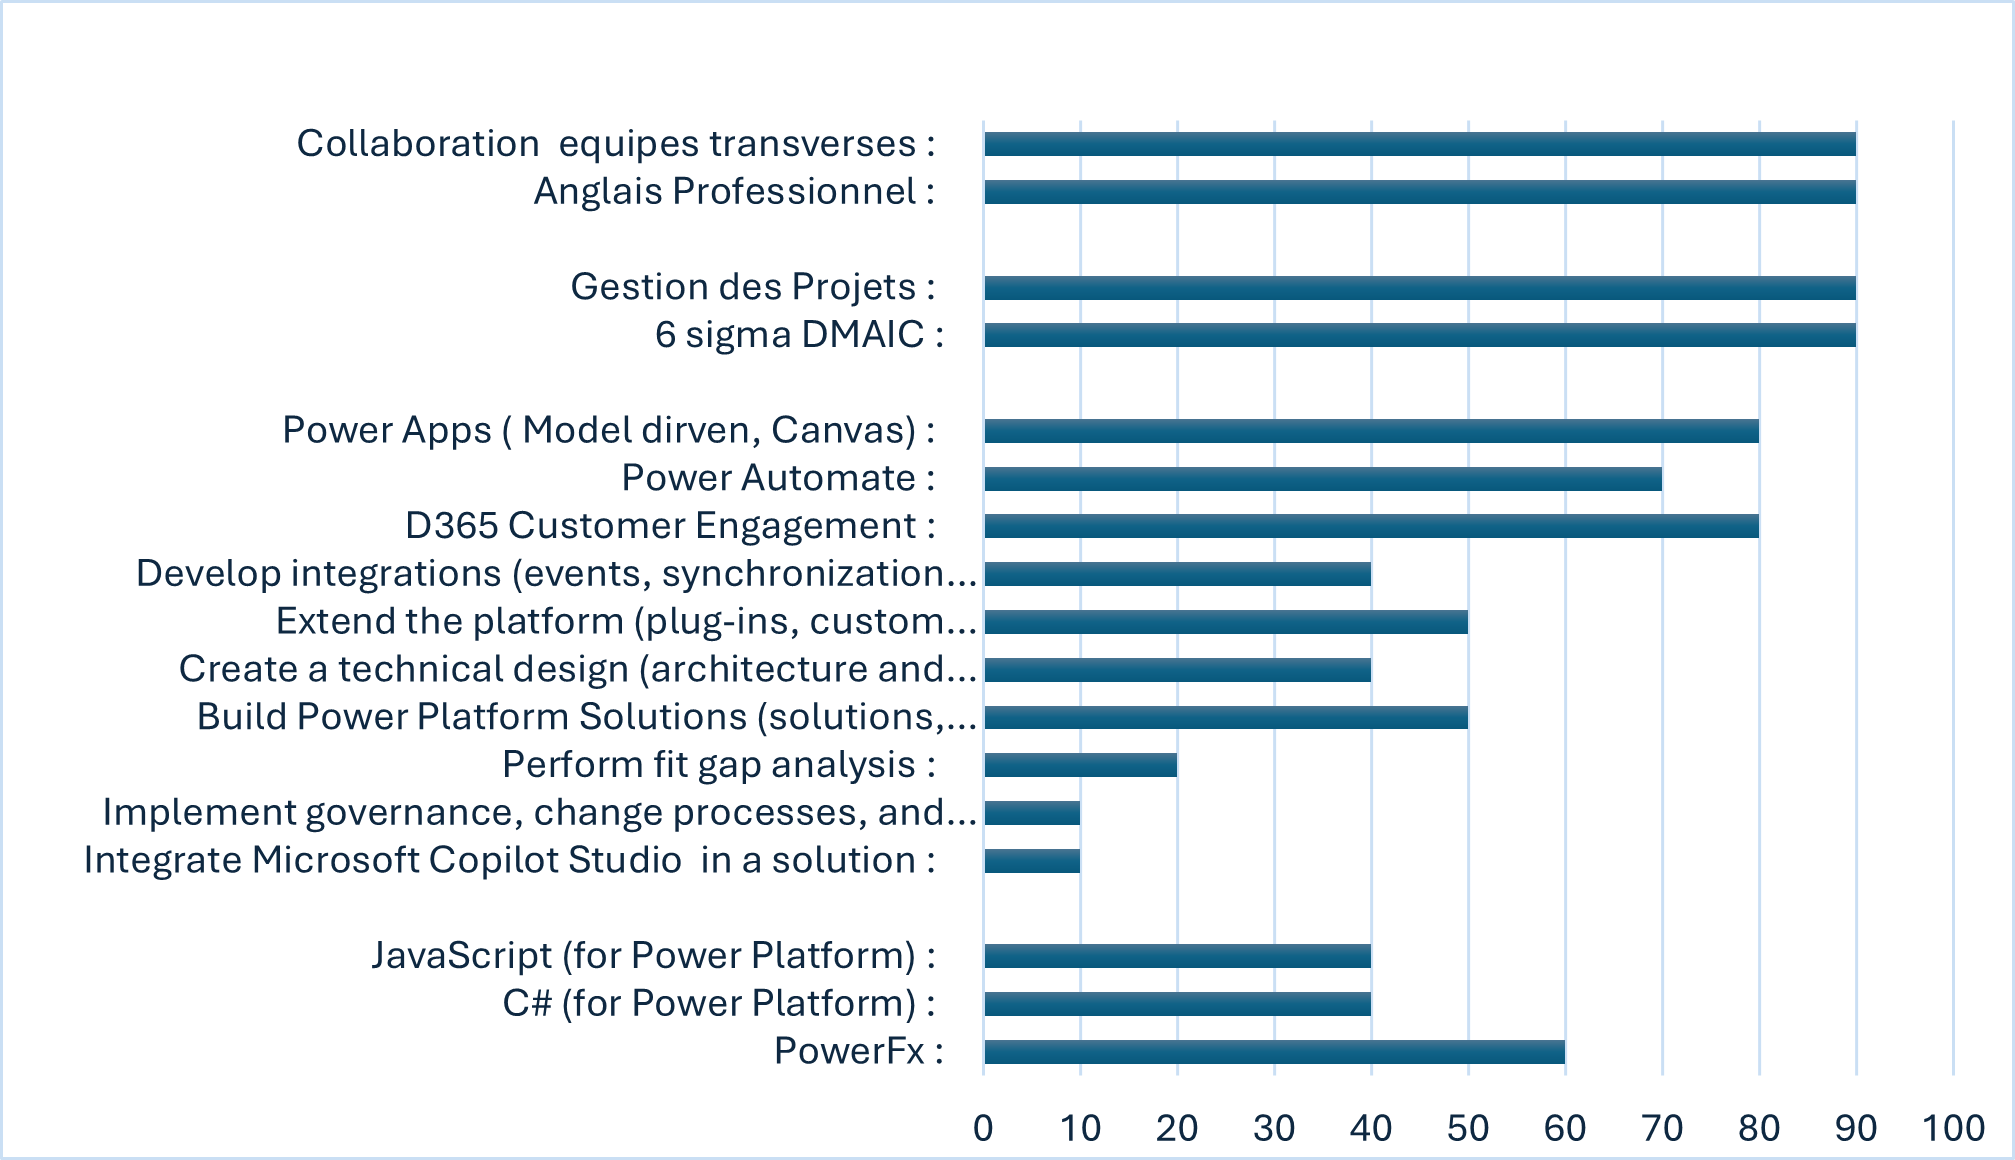 Collaboration  equipes transverses :
Anglais Professionnel :
Gestion des Projets :
6 sigma DMAIC :
Power Apps ( Model dirven, Canvas) :
Power Automate :
D365 Customer Engagement :
Develop integrations (events, synchronization...
Extend the platform (plug-ins, custom...
Create a technical design (architecture and...
Build Power Platform Solutions (solutions,...
Perform fit gap analysis :
Implement governance, change processes, and...
Integrate Microsoft Copilot Studio  in a solution :
JavaScript (for Power Platform) :
C# (for Power Platform) :
PowerFx :
0 10 20 30 40 50 60 70 80 90 100